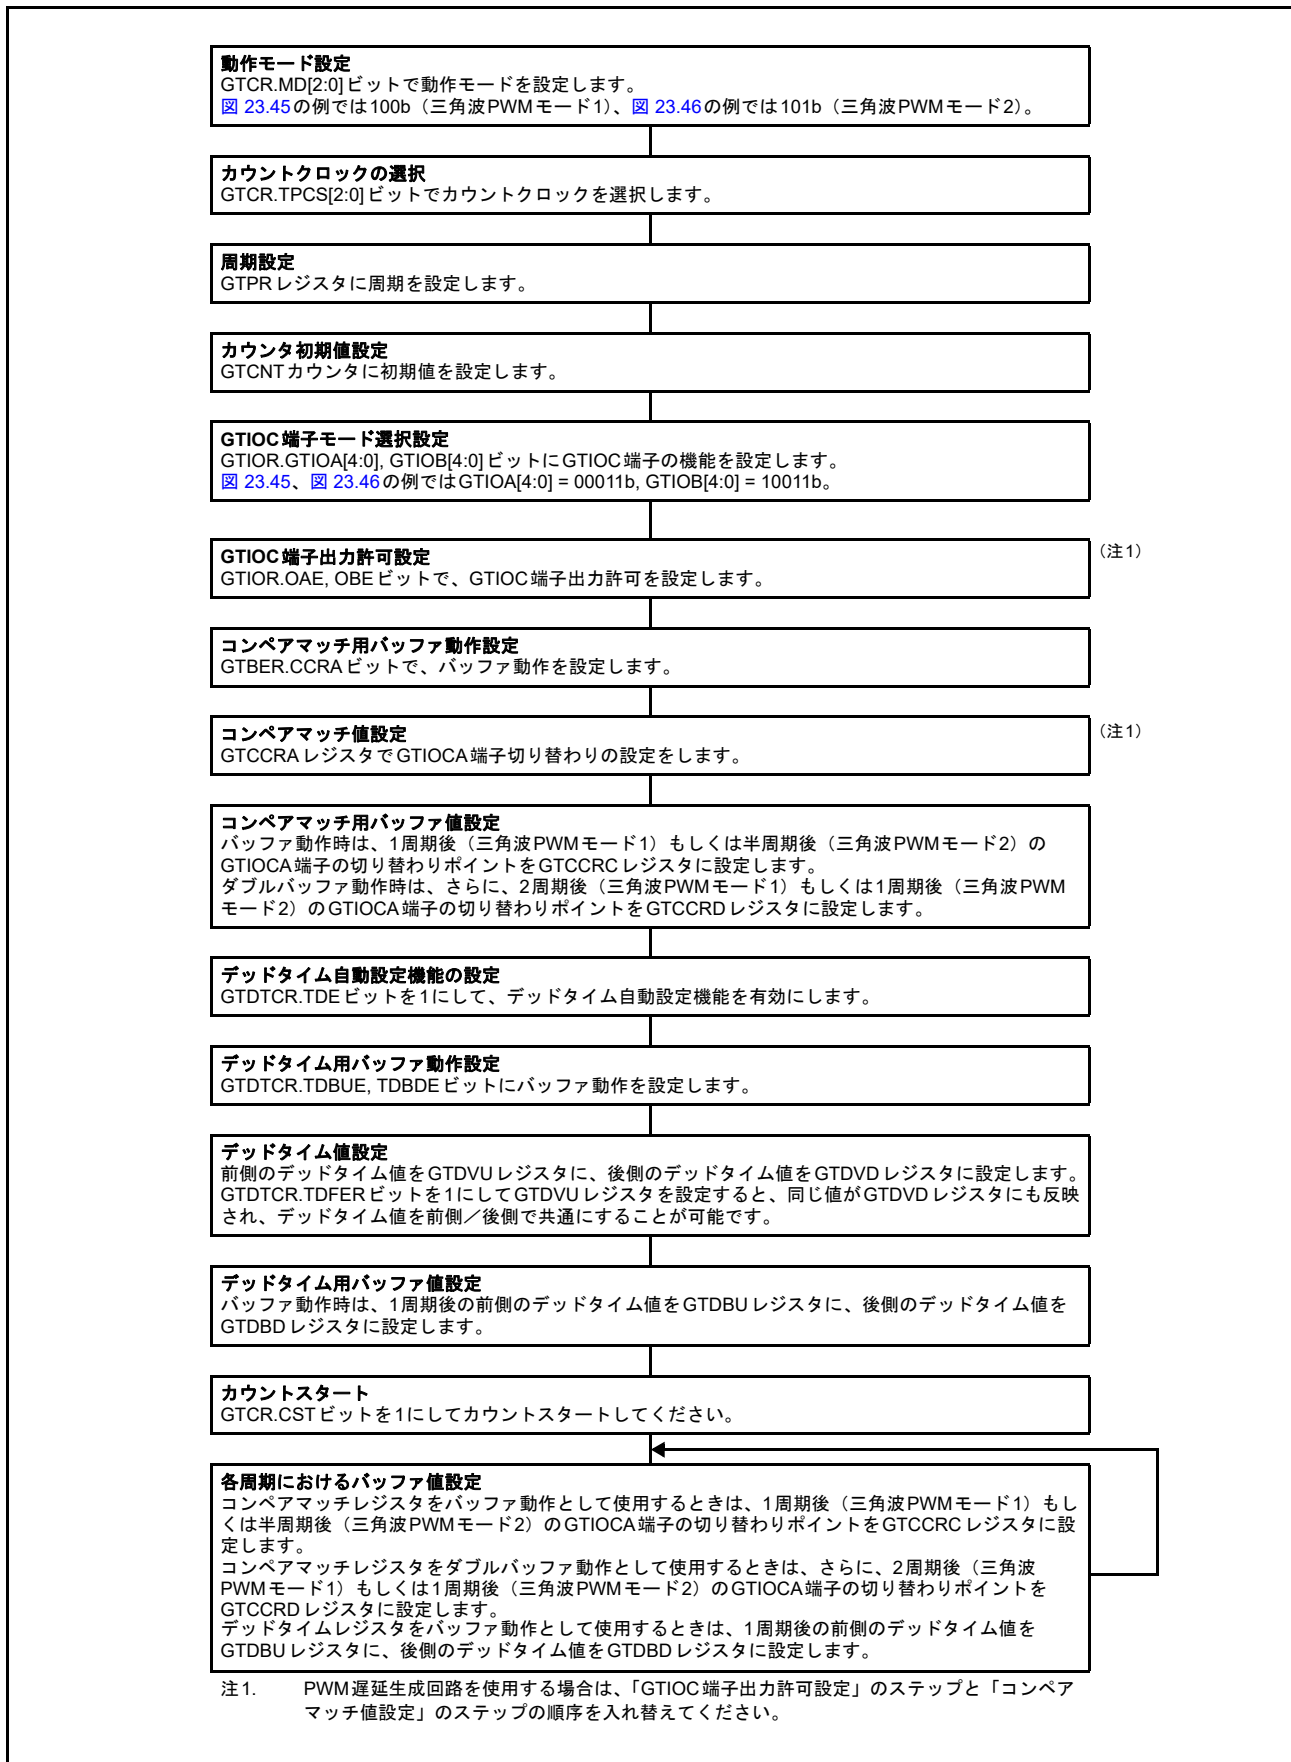 動作モード設定
GTCR.MD[2:0]ビットで動作モードを設定します。
図 23.45の例では100b（三角波PWMモード1）、図 23.46の例では101b（三角波PWMモード2）。
カウントクロックの選択
GTCR.TPCS[2:0]ビットでカウントクロックを選択します。
周期設定
GTPRレジスタに周期を設定します。
カウンタ初期値設定
GTCNTカウンタに初期値を設定します。
GTIOC端子モード選択設定
GTIOR.GTIOA[4:0], GTIOB[4:0]ビットにGTIOC端子の機能を設定します。
図 23.45、図 23.46の例ではGTIOA[4:0] = 00011b, GTIOB[4:0] = 10011b。
GTIOC端子出力許可設定
（注1）
GTIOR.OAE, OBEビットで、GTIOC端子出力許可を設定します。
コンペアマッチ用バッファ動作設定
GTBER.CCRAビットで、バッファ動作を設定します。
コンペアマッチ値設定
（注1）
GTCCRAレジスタでGTIOCA端子切り替わりの設定をします。
コンペアマッチ用バッファ値設定
バッファ動作時は、1周期後（三角波PWMモード1）もしくは半周期後（三角波PWMモード2）の
GTIOCA端子の切り替わりポイントをGTCCRCレジスタに設定します。
ダブルバッファ動作時は、さらに、2周期後（三角波PWMモード1）もしくは1周期後（三角波PWM
モード2）のGTIOCA端子の切り替わりポイントをGTCCRDレジスタに設定します。
デッドタイム自動設定機能の設定
GTDTCR.TDEビットを1にして、デッドタイム自動設定機能を有効にします。
デッドタイム用バッファ動作設定
GTDTCR.TDBUE, TDBDEビットにバッファ動作を設定します。
デッドタイム値設定
前側のデッドタイム値をGTDVUレジスタに、後側のデッドタイム値をGTDVDレジスタに設定します。
GTDTCR.TDFERビットを1にしてGTDVUレジスタを設定すると、同じ値がGTDVDレジスタにも反映
され、デッドタイム値を前側／後側で共通にすることが可能です。
デッドタイム用バッファ値設定
バッファ動作時は、1周期後の前側のデッドタイム値をGTDBUレジスタに、後側のデッドタイム値を
GTDBDレジスタに設定します。
カウントスタート
GTCR.CSTビットを1にしてカウントスタートしてください。
各周期におけるバッファ値設定
コンペアマッチレジスタをバッファ動作として使用するときは、1周期後（三角波PWMモード1）もし
くは半周期後（三角波PWMモード2）のGTIOCA端子の切り替わりポイントをGTCCRCレジスタに設
定します。
コンペアマッチレジスタをダブルバッファ動作として使用するときは、さらに、2周期後（三角波
PWMモード1）もしくは1周期後（三角波PWMモード2）のGTIOCA端子の切り替わりポイントを
GTCCRDレジスタに設定します。
デッドタイムレジスタをバッファ動作として使用するときは、1周期後の前側のデッドタイム値を
GTDBUレジスタに、後側のデッドタイム値をGTDBDレジスタに設定します。
注1. PWM遅延生成回路を使用する場合は、「GTIOC端子出力許可設定」のステップと「コンペア
マッチ値設定」のステップの順序を入れ替えてください。